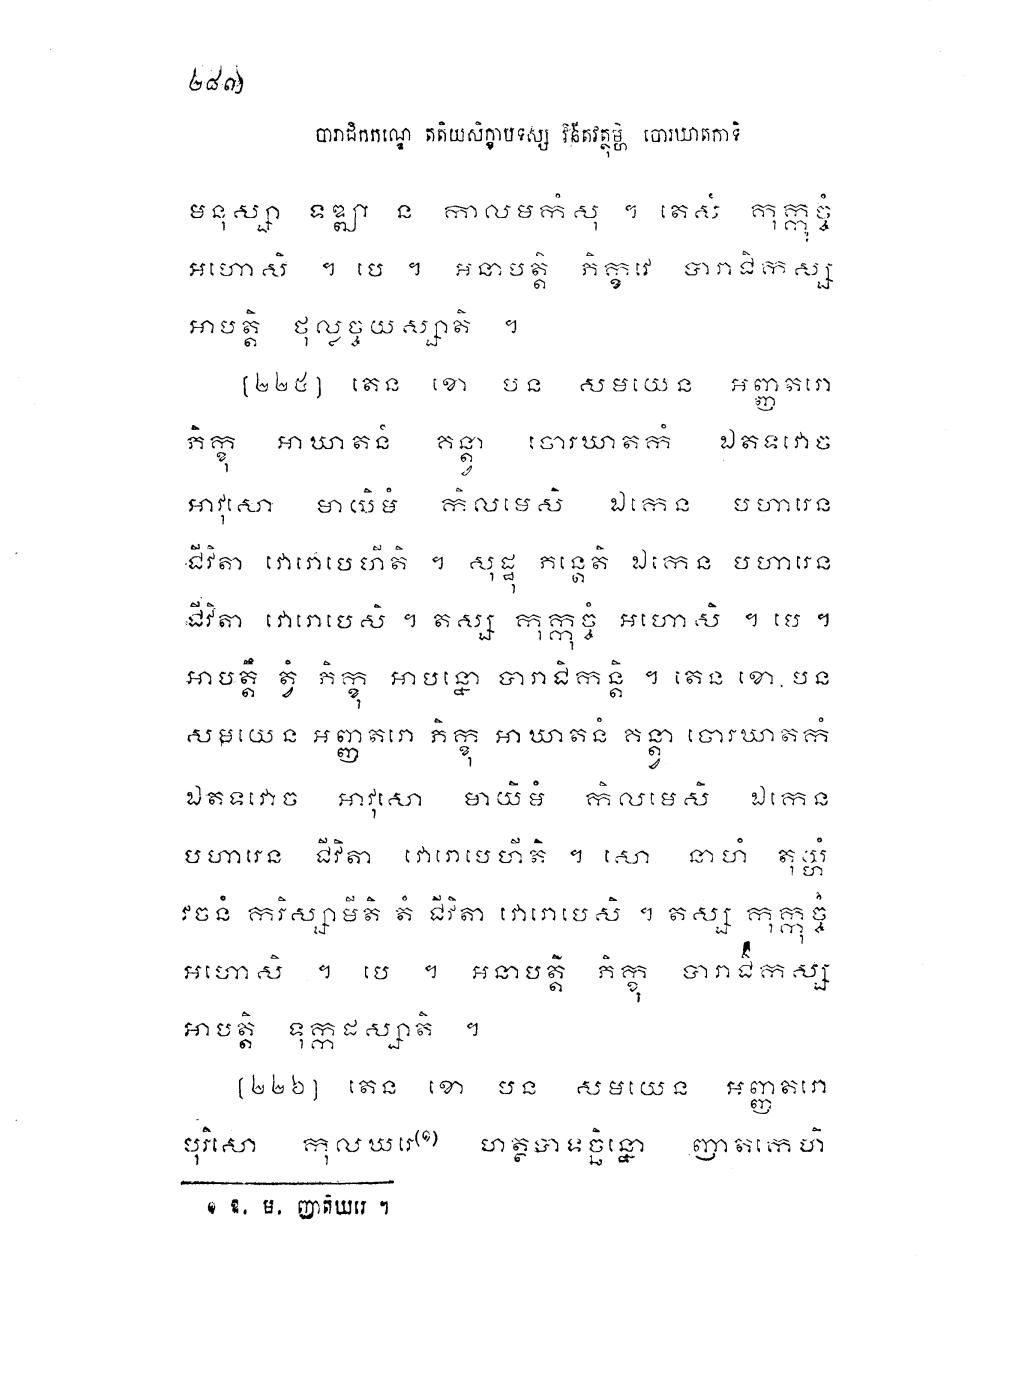 ២៨៧
បារាជិកកណ្ឌេ តតិយសិក្ខាបទស្ស វិនីតវត្ថុម្ហិ ចោរឃាតកាទិ
មនុស្សា ទឌ្ឍា ន កាលមកំសុ ។ តេសំ កុក្កុច្ចំ
អហោសិ ។ បេ ។ អនាបត្តិ ភិក្ខវេ បារាជិកស្ស
អាបត្តិ ថុល្លច្ចយស្សាតិ ។
(២២៥) តេន ខោ បន សមយេន អញ្ញតរោ
ភិក្ខុ អាឃាតនំ គន្ត្វា ចោរឃាតកំ ឯតទវោច
អាវុសោ មាយិមំ កិលមេសិ ឯកេន បហារេន
ជីវិតា វោរោបេហីតិ ។ សុដ្ឋុ ភន្តេតិ ឯកេន បហារេន
ជីវិតា វោរោបេសិ ។ តស្ស កុក្កុច្ចំ អហោសិ ។ បេ ។
អាបត្តឹ ត្វំ ភិក្ខុ អាបន្នោ បារាជិកន្តិ ។ តេន ខោ បន
សមយេន អញ្ញតរោ ភិក្ខុ អាឃាតនំ គន្ត្វា ចោរឃាតកំ
ឯតទវោច អាវុសោ មាយិមំ កិលមេសិ ឯកេន
បហារេន ជីវិតា វោរោបេហីតិ ។ សោ នាហំ តុយ្ហំ
វចនំ ករិស្សាមីតិ តំ ជីវិតា វោរោបេសិ ។ តស្ស កុក្កុច្ចំ
អហោសិ ។ បេ ។ អនាបត្តិ ភិក្ខុ បារាជិកស្ស
អាបត្តិ ទុក្កដស្សាតិ ។
(២២៦) តេន ខោ បន សមយេន អញ្ញតរោ
បុរិសោ កុលឃរេ(១) ហត្ថបាទច្ឆិន្នោ ញាតកេហិ
១ ឱ. ម. ញាតិឃរេ ។